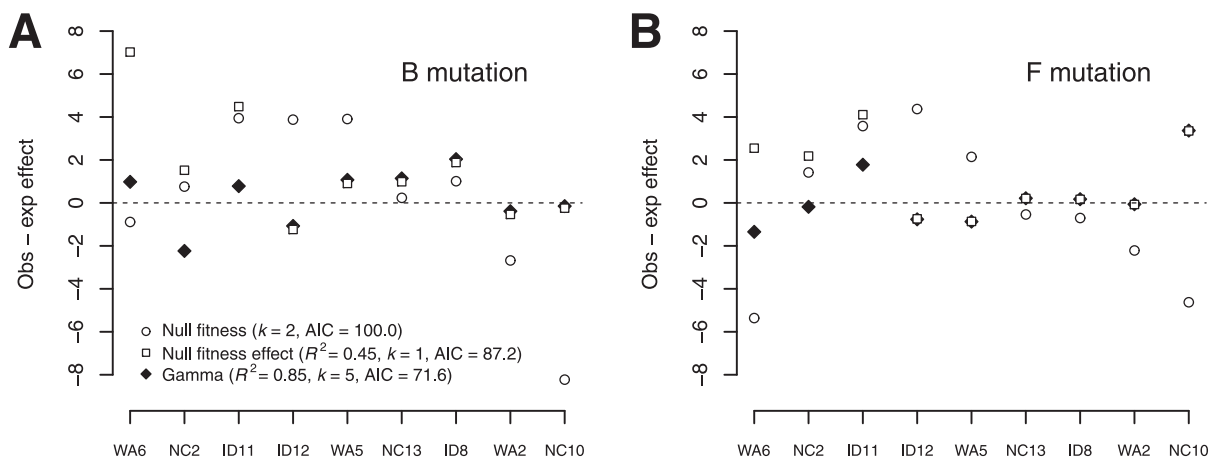 A
B mutation
Obs − exp effect
8
6
4
2
0
−2
−4
−6
−8
Null fitness (k = 2, AIC = 100.0)
Null fitness effect (R² = 0.45, k = 1, AIC = 87.2)
Gamma (R² = 0.85, k = 5, AIC = 71.6)
WA6 NC2 ID11 ID12 WA5 NC13 ID8 WA2 NC10
B
F mutation
Obs − exp effect
8
6
4
2
0
−2
−4
−6
−8
WA6 NC2 ID11 ID12 WA5 NC13 ID8 WA2 NC10